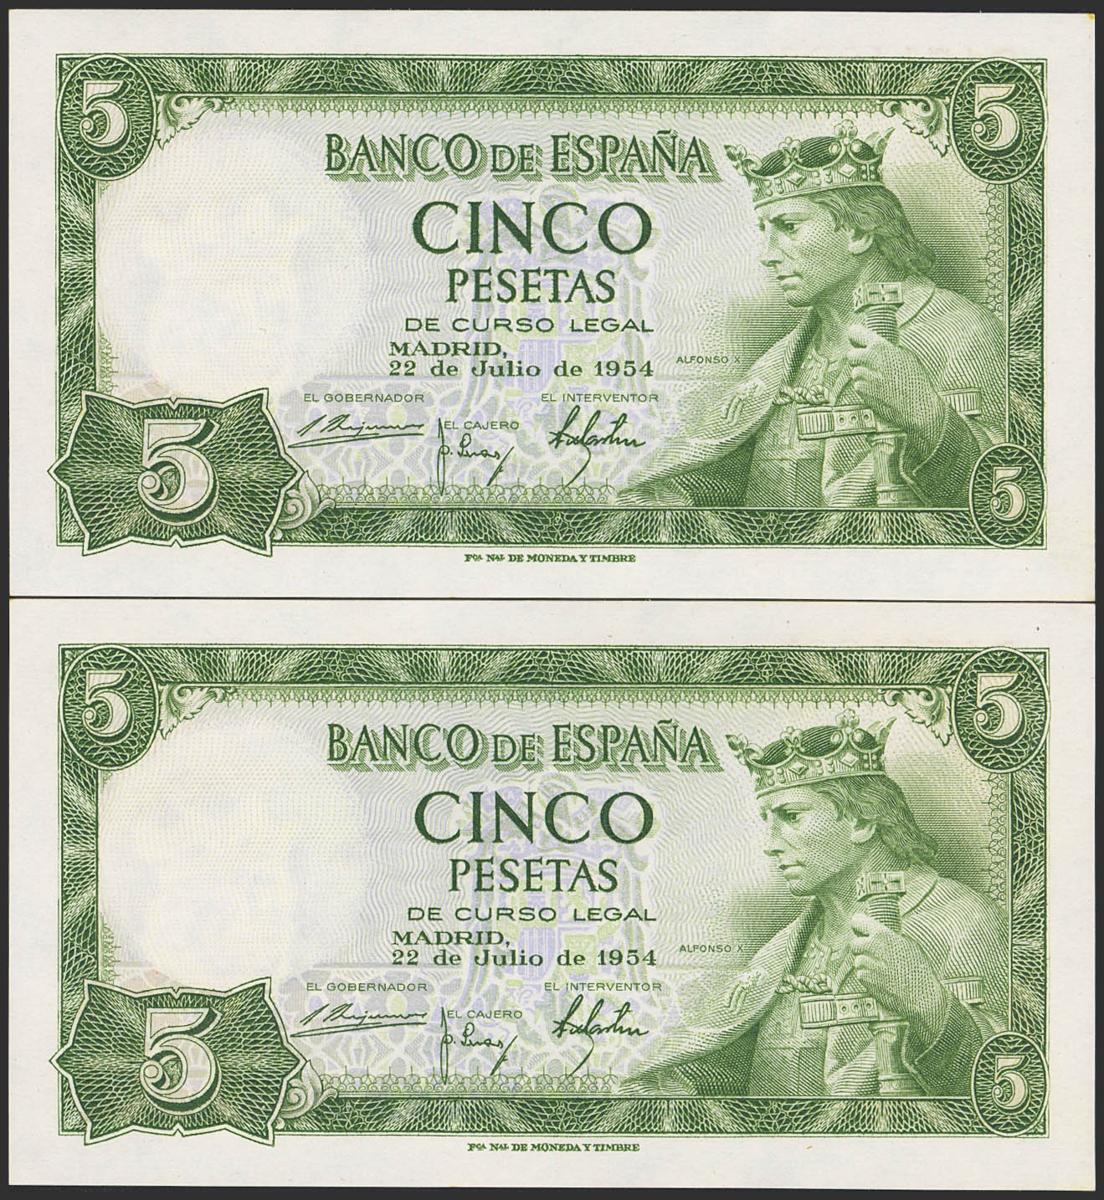 5 5
BANCO DE ESPAÑA
CINCO
PESETAS
DE CURSO LEGAL
MADRID,
22 de Julio de 1954
ALFONSO X
EL GOBERNADOR EL INTERVENTOR
EL CAJERO
5 5
FCA NAL DE MONEDA Y TIMBRE
5 5
BANCO DE ESPAÑA
CINCO
PESETAS
DE CURSO LEGAL
MADRID,
22 de Julio de 1954
ALFONSO X
EL GOBERNADOR EL INTERVENTOR
EL CAJERO
5 5
FCA NAL DE MONEDA Y TIMBRE